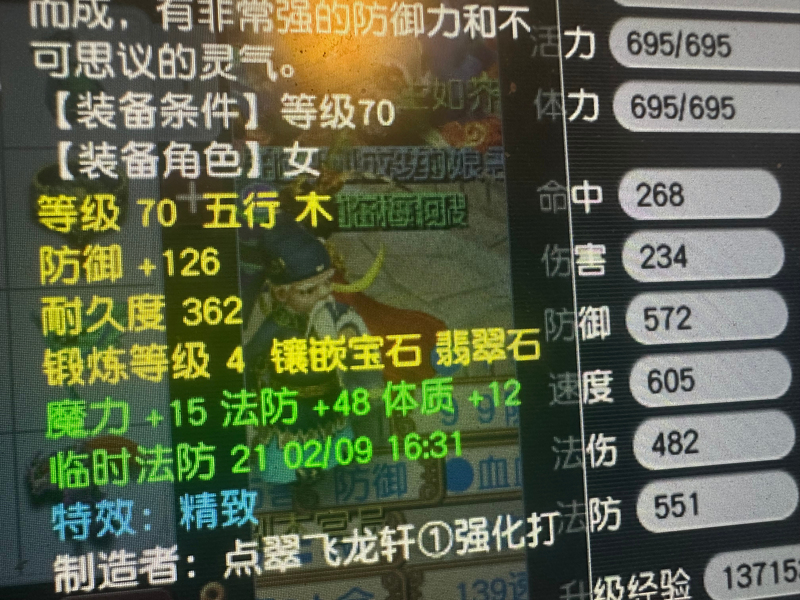 而成，有非常强的防御力和不
可思议的灵气。
【装备条件】等级70
【装备角色】女
等级 70 五行 木
防御 +126
耐久度 362
锻炼等级 4 镶嵌宝石 翡翠石
魔力 +15 法防 +48 体质 +12
临时法防 21 02/09 16:31
特效：精致
制造者：点翠飞龙轩①强化打
活力 695/695
体力 695/695
命中 268
伤害 234
防御 572
速度 605
法伤 482
法防 551
升级经验 13715
防御